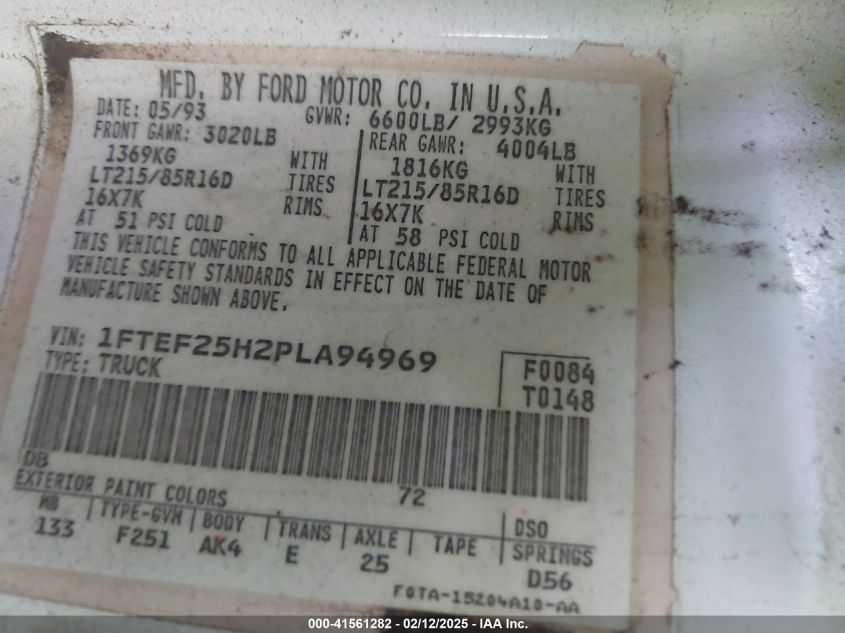 MFD. BY FORD MOTOR CO. IN U.S.A.
DATE: 05/93 GVWR: 6600LB/ 2993KG
FRONT GAWR: 3020LB REAR GAWR: 4004LB
1369KG WITH 1816KG WITH
LT215/85R16D TIRES LT215/85R16D TIRES
16X7K RIMS 16X7K RIMS
AT 51 PSI COLD AT 58 PSI COLD
THIS VEHICLE CONFORMS TO ALL APPLICABLE FEDERAL MOTOR
VEHICLE SAFETY STANDARDS IN EFFECT ON THE DATE OF
MANUFACTURE SHOWN ABOVE.
VIN: 1FTEF25H2PLA94969
TYPE: TRUCK
F0084
T0148
DB 72
EXTERIOR PAINT COLORS DSO
WB TYPE-GVW BODY TRANS AXLE TAPE SPRINGS
133 F251 AK4 E 25 D56
F0TA-15204A10-AA
000-41561282 - 02/12/2025 - IAA Inc.